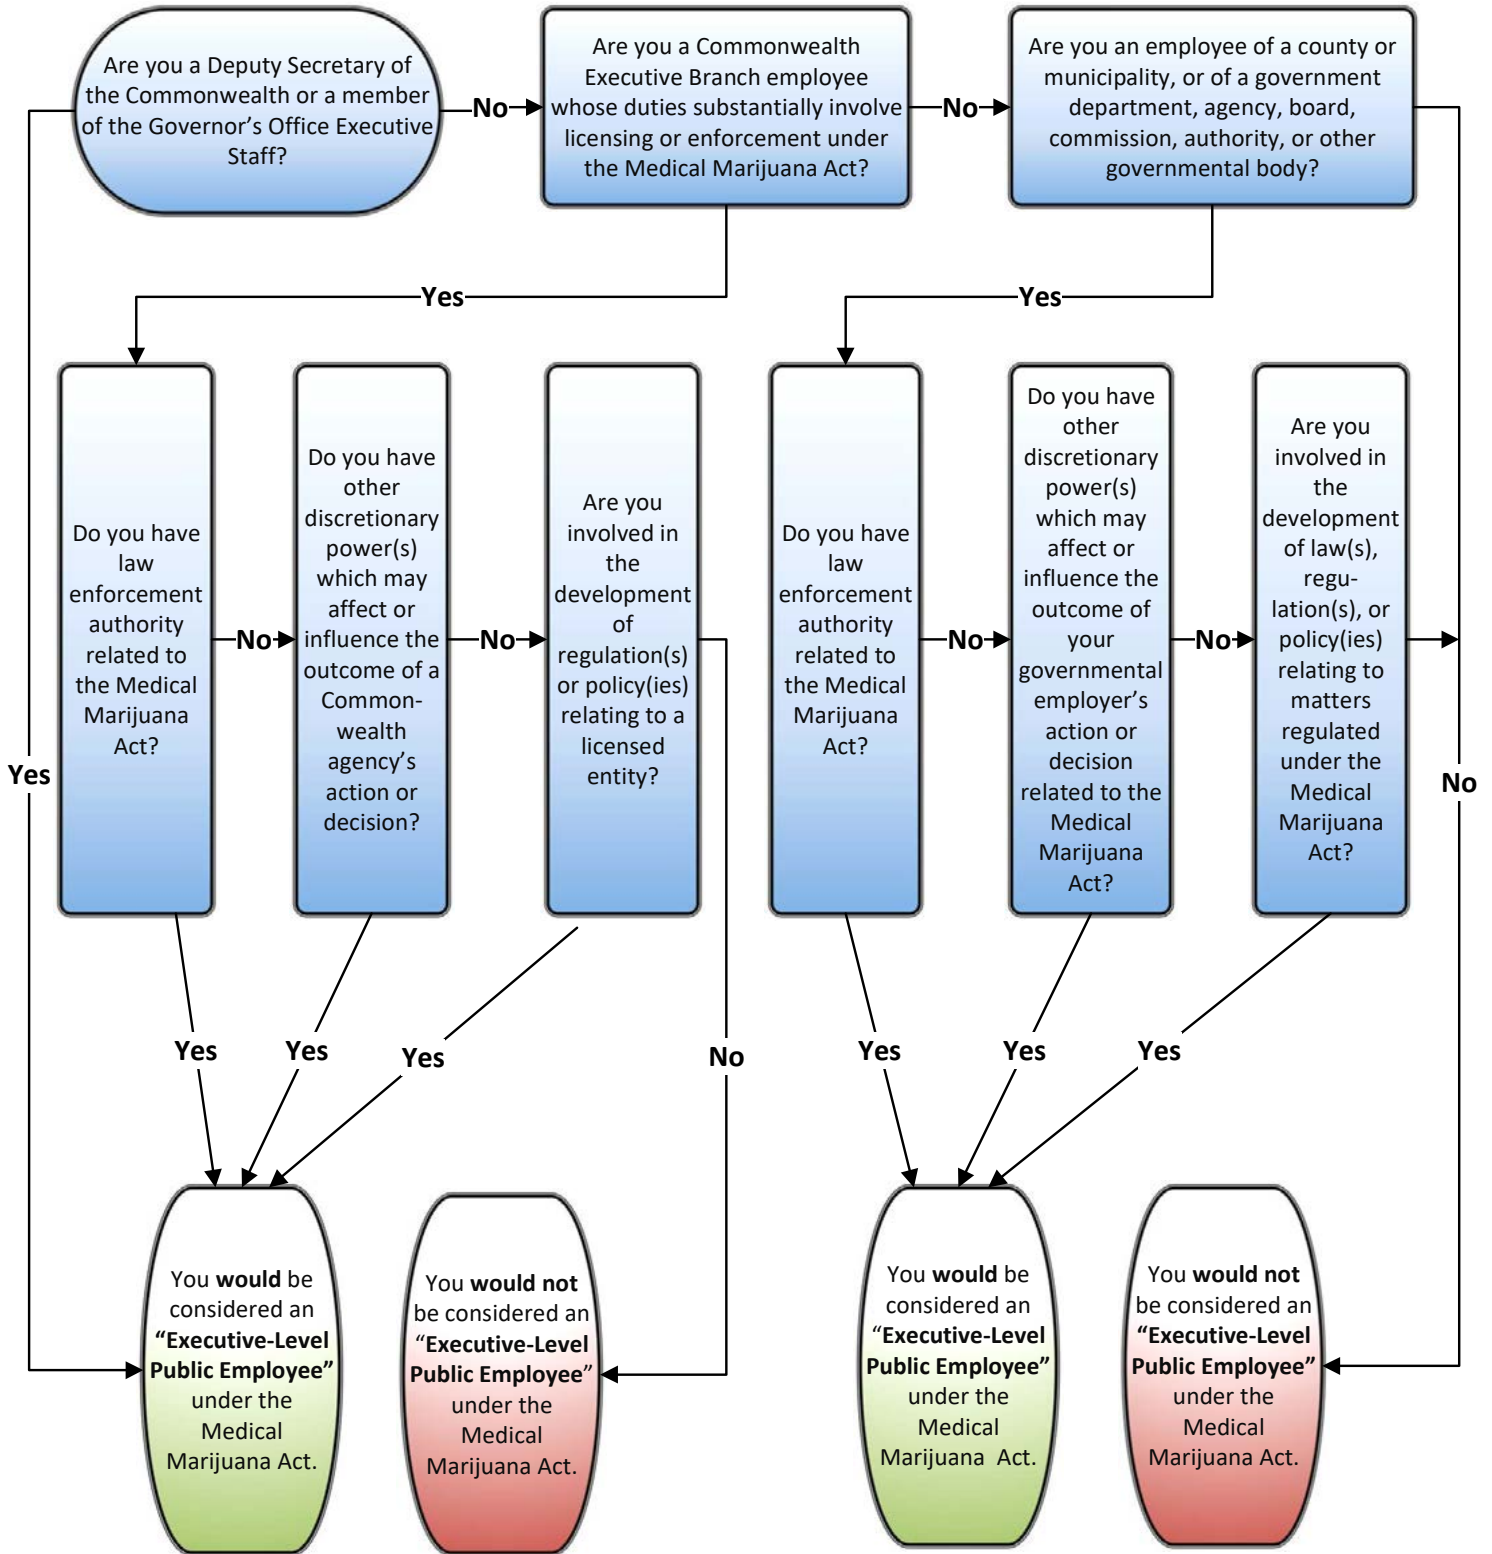 Are you a Deputy Secretary of
the Commonwealth or a member
of the Governor’s Office Executive
Staff?
No
Are you a Commonwealth
Executive Branch employee
whose duties substantially involve
licensing or enforcement under
the Medical Marijuana Act?
No
Are you an employee of a county or
municipality, or of a government
department, agency, board,
commission, authority, or other
governmental body?
Yes
Yes
Do you have
law
enforcement
authority
related to
the Medical
Marijuana
Act?
No
Do you have
other
discretionary
power(s)
which may
affect or
influence the
outcome of a
Common-
wealth
agency’s
action or
decision?
No
Are you
involved in
the
development
of
regulation(s)
or policy(ies)
relating to a
licensed
entity?
Do you have
law
enforcement
authority
related to
the Medical
Marijuana
Act?
No
Do you have
other
discretionary
power(s)
which may
affect or
influence the
outcome of
your
governmental
employer’s
action or
decision
related to the
Medical
Marijuana
Act?
No
Are you
involved in
the
development
of law(s),
regu-
lation(s), or
policy(ies)
relating to
matters
regulated
under the
Medical
Marijuana
Act?
Yes
No
Yes
Yes
Yes
No
Yes
Yes
Yes
You would be
considered an
“Executive-Level
Public Employee”
under the
Medical
Marijuana Act.
You would not
be considered an
“Executive-Level
Public Employee”
under the
Medical
Marijuana Act.
You would be
considered an
“Executive-Level
Public Employee”
under the
Medical
Marijuana Act.
You would not
be considered an
“Executive-Level
Public Employee”
under the
Medical
Marijuana Act.